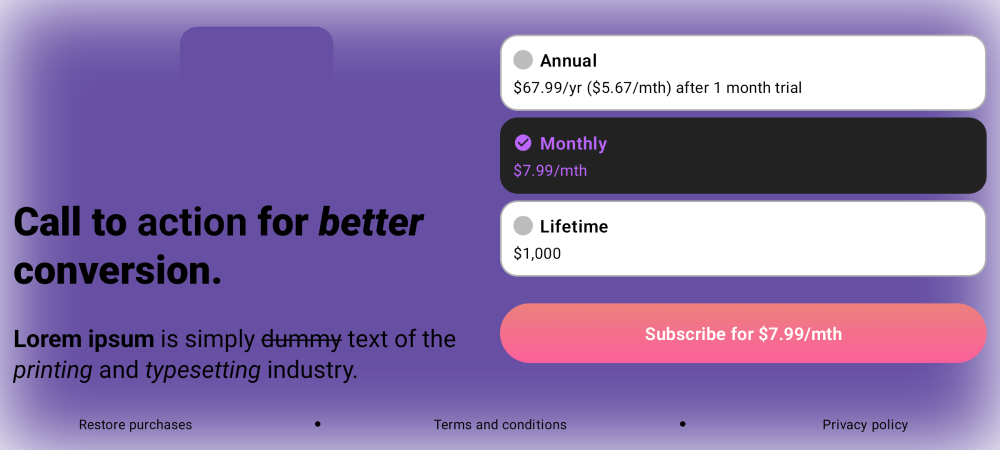 Call to action for better
conversion.
Lorem ipsum is simply dummy text of the
printing and typesetting industry.
Annual
$67.99/yr ($5.67/mth) after 1 month trial
Monthly
$7.99/mth
Lifetime
$1,000
Subscribe for $7.99/mth
Restore purchases • Terms and conditions • Privacy policy